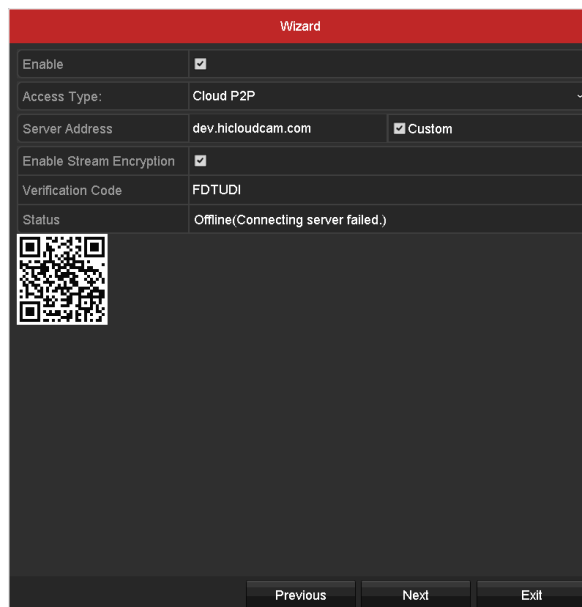 Wizard
Enable
Access Type: Cloud P2P
Server Address dev.hicloudcam.com Custom
Enable Stream Encryption
Verification Code FDTUDI
Status Offline(Connecting server failed.)
Previous Next Exit